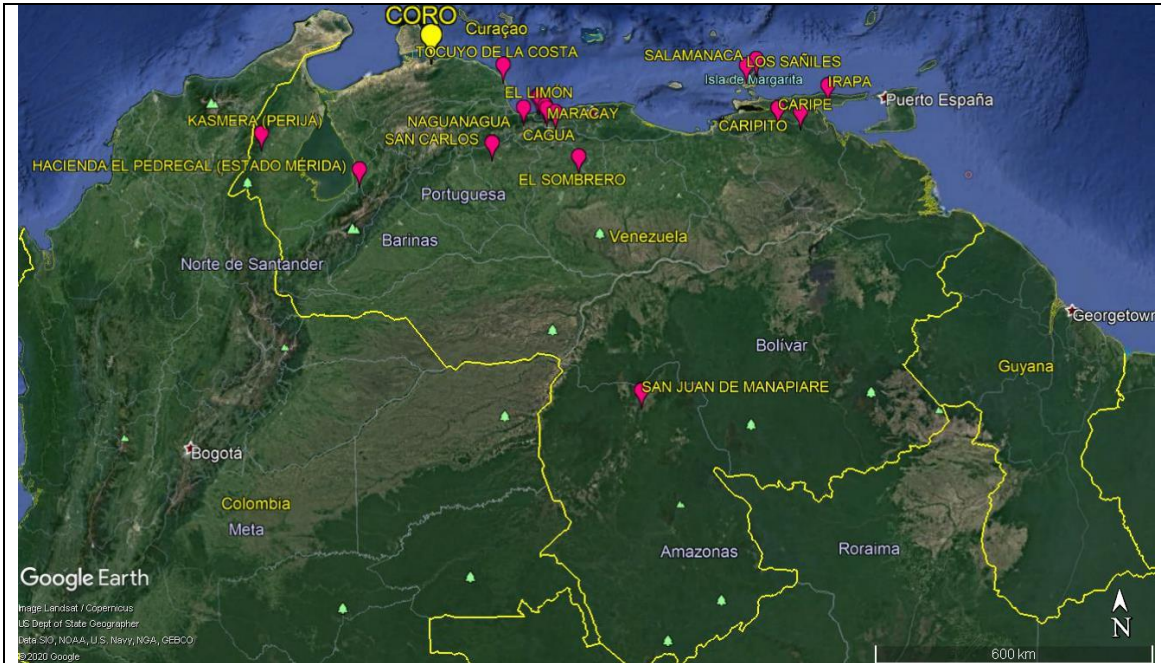 CORO
Curaçao
TOCUYO DE LA COSTA
SALAMANACA
LOS SAÑILES
Isla de Margarita
IRAPA
Puerto España
EL LIMÓN
CARIPE
KASMERA (PERIJÁ)
NAGUANAGUA
MARACAY
CARIPITO
CAGUA
SAN CARLOS
HACIENDA EL PEDREGAL (ESTADO MÉRIDA)
EL SOMBRERO
Portuguesa
Barinas
Venezuela
Norte de Santander
Georgetown
Bolívar
Guyana
SAN JUAN DE MANAPIARE
Bogotá
Colombia
Meta
Amazonas
Roraima
Google Earth
Image Landsat / Copernicus
US Dept of State Geographer
Data SIO, NOAA, U.S. Navy, NGA, GEBCO
©2020 Google
N
600 km